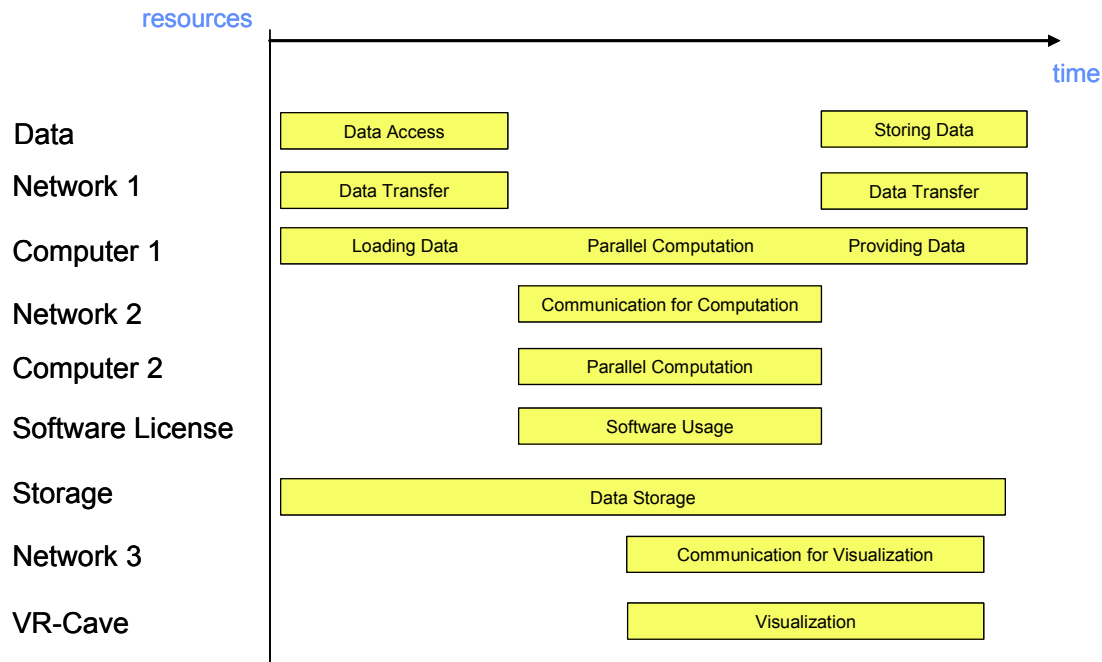 resources
time
Data
Data Access
Storing Data
Network 1
Data Transfer
Data Transfer
Computer 1
Loading Data
Parallel Computation
Providing Data
Network 2
Communication for Computation
Computer 2
Parallel Computation
Software License
Software Usage
Storage
Data Storage
Network 3
Communication for Visualization
VR-Cave
Visualization